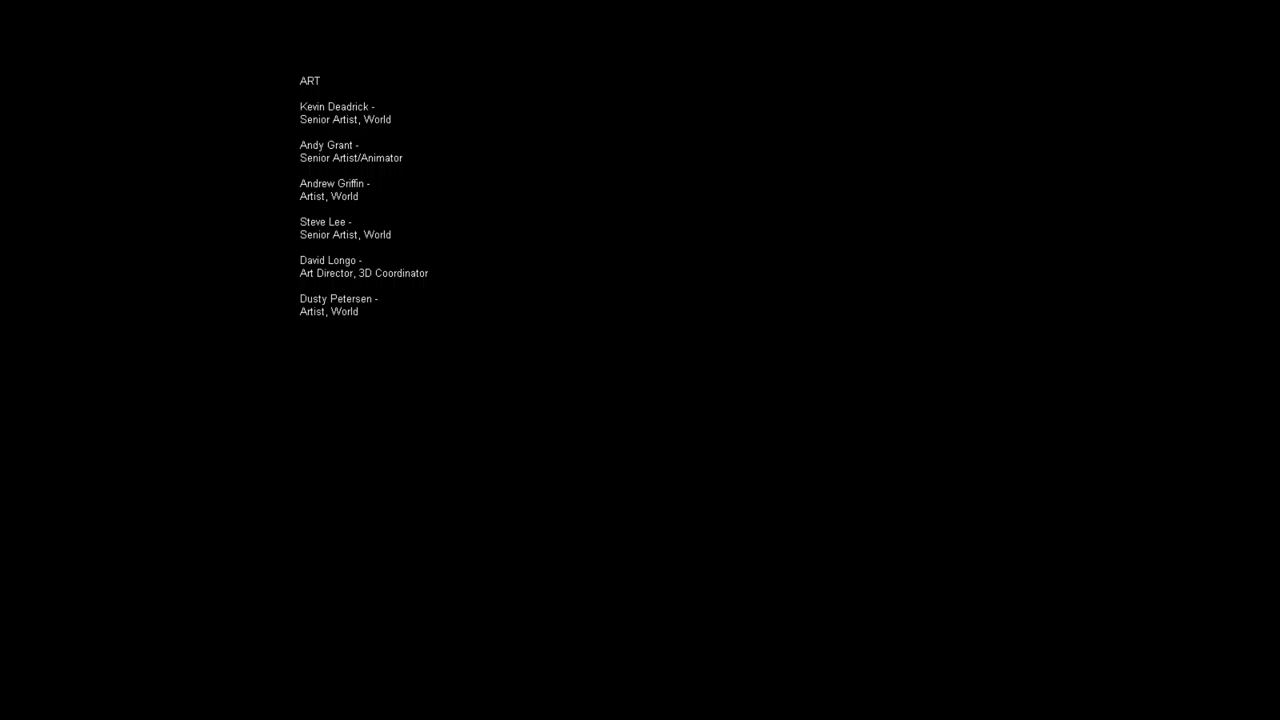 ART
Kevin Deadrick -
Senior Artist, World
Andy Grant -
Senior Artist/Animator
Andrew Griffin -
Artist, World
Steve Lee -
Senior Artist, World
David Longo -
Art Director, 3D Coordinator
Dusty Petersen -
Artist, World